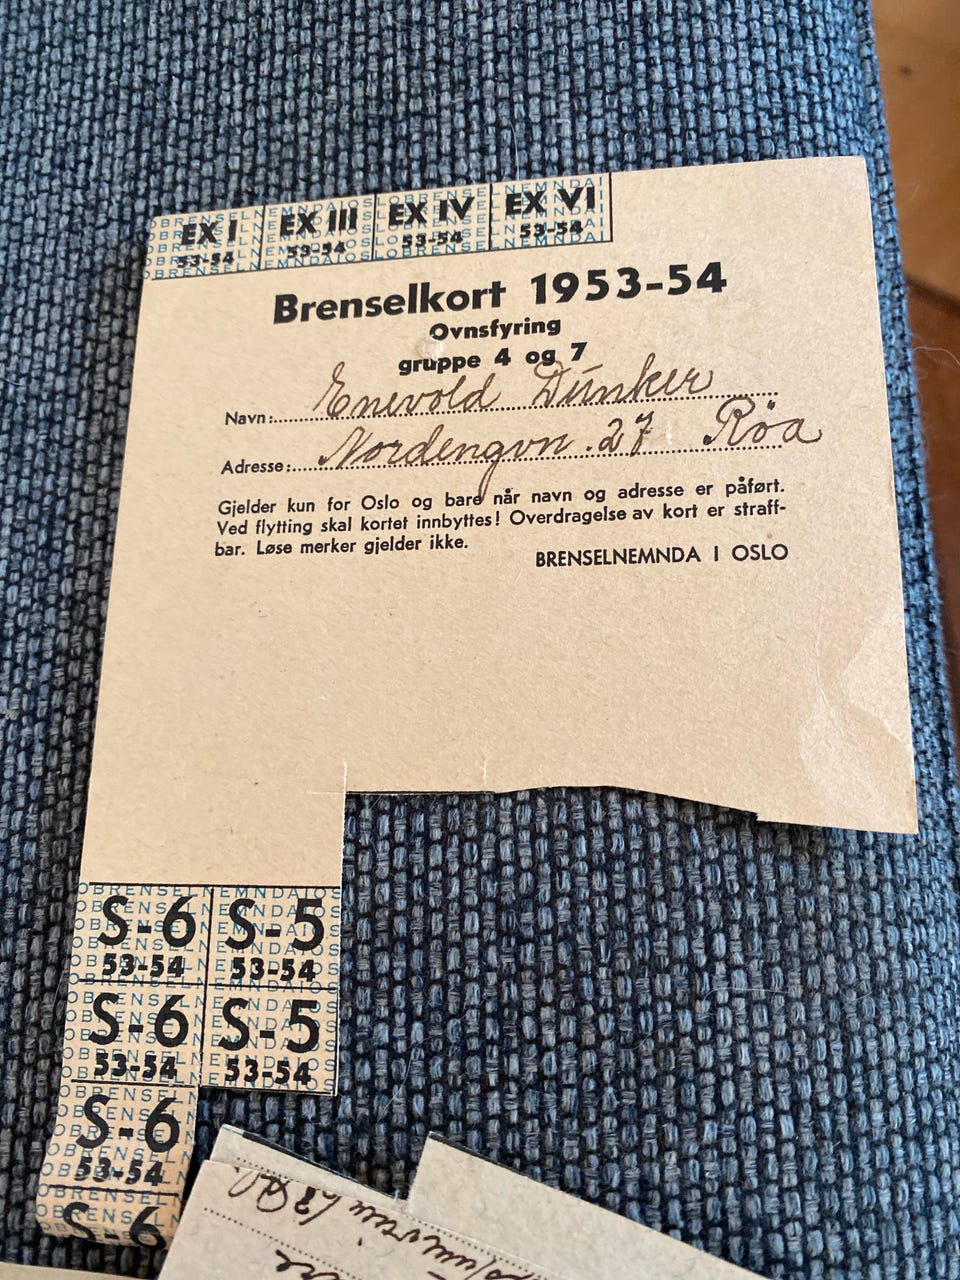 EX I EX III EX IV EX VI
53-54 53-54 53-54 53-54
Brenselkort 1953-54
Ovnsfyring
gruppe 4 og 7
Navn: Enevold Dunker
Adresse: Nordengvn. 27 Røa
Gjelder kun for Oslo og bare når navn og adresse er påført.
Ved flytting skal kortet innbyttes! Overdragelse av kort er straff-
bar. Løse merker gjelder ikke.
BRENSELNEMNDA I OSLO
S-6 S-5
53-54 53-54
S-6 S-5
53-54 53-54
S-6
53-54
S-6